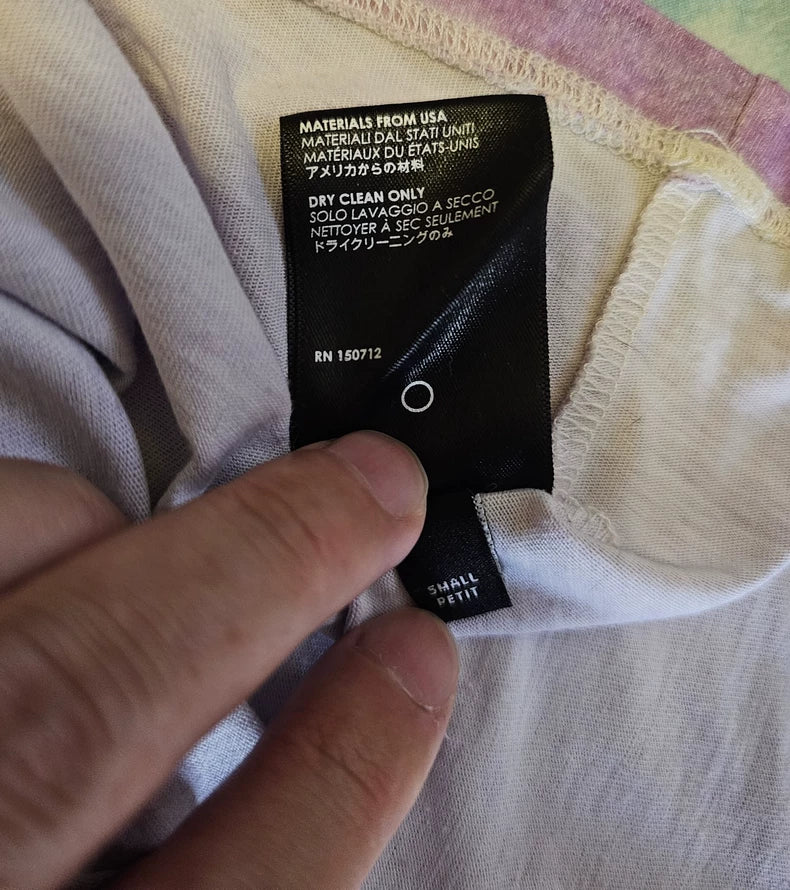 MATERIALS FROM USA
MATERIALI DAL STATI UNITI
MATÉRIAUX DU ÉTATS-UNIS
アメリカからの材料
DRY CLEAN ONLY
SOLO LAVAGGIO A SECCO
NETTOYER À SEC SEULEMENT
ドライクリーニングのみ
RN 150712
SMALL
PETIT